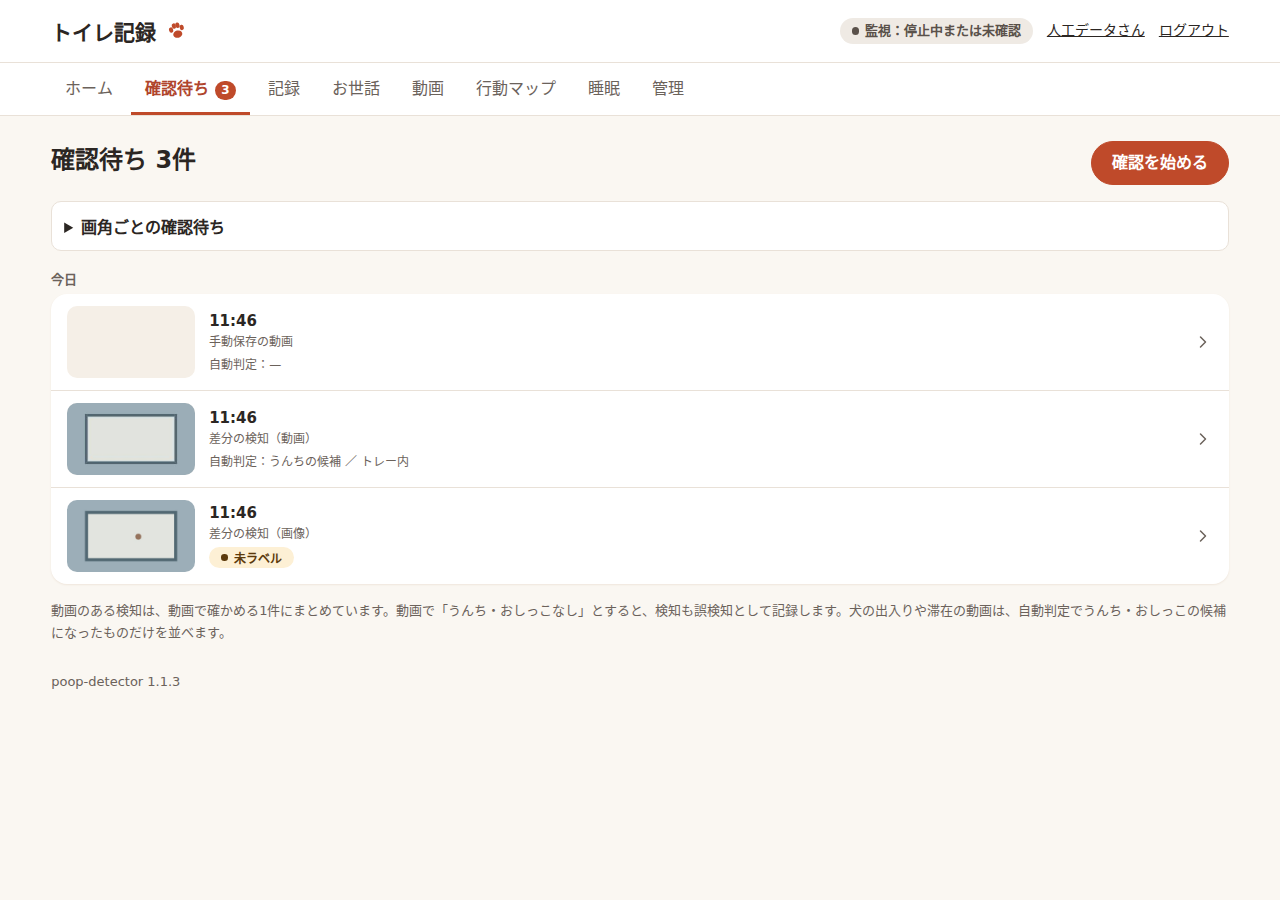 トイレ記録
監視：停止中または未確認
人工データさん
ログアウト
ホーム
確認待ち 3
記録
お世話
動画
行動マップ
睡眠
管理
確認待ち 3件
確認を始める
画角ごとの確認待ち
今日
11:46
手動保存の動画
自動判定：—
11:46
差分の検知（動画）
自動判定：うんちの候補 ／ トレー内
11:46
差分の検知（画像）
未ラベル
動画のある検知は、動画で確かめる1件にまとめています。動画で「うんち・おしっこなし」とすると、検知も誤検知として記録します。犬の出入りや滞在の動画は、自動判定でうんち・おしっこの候補
になったものだけを並べます。
poop-detector 1.1.3